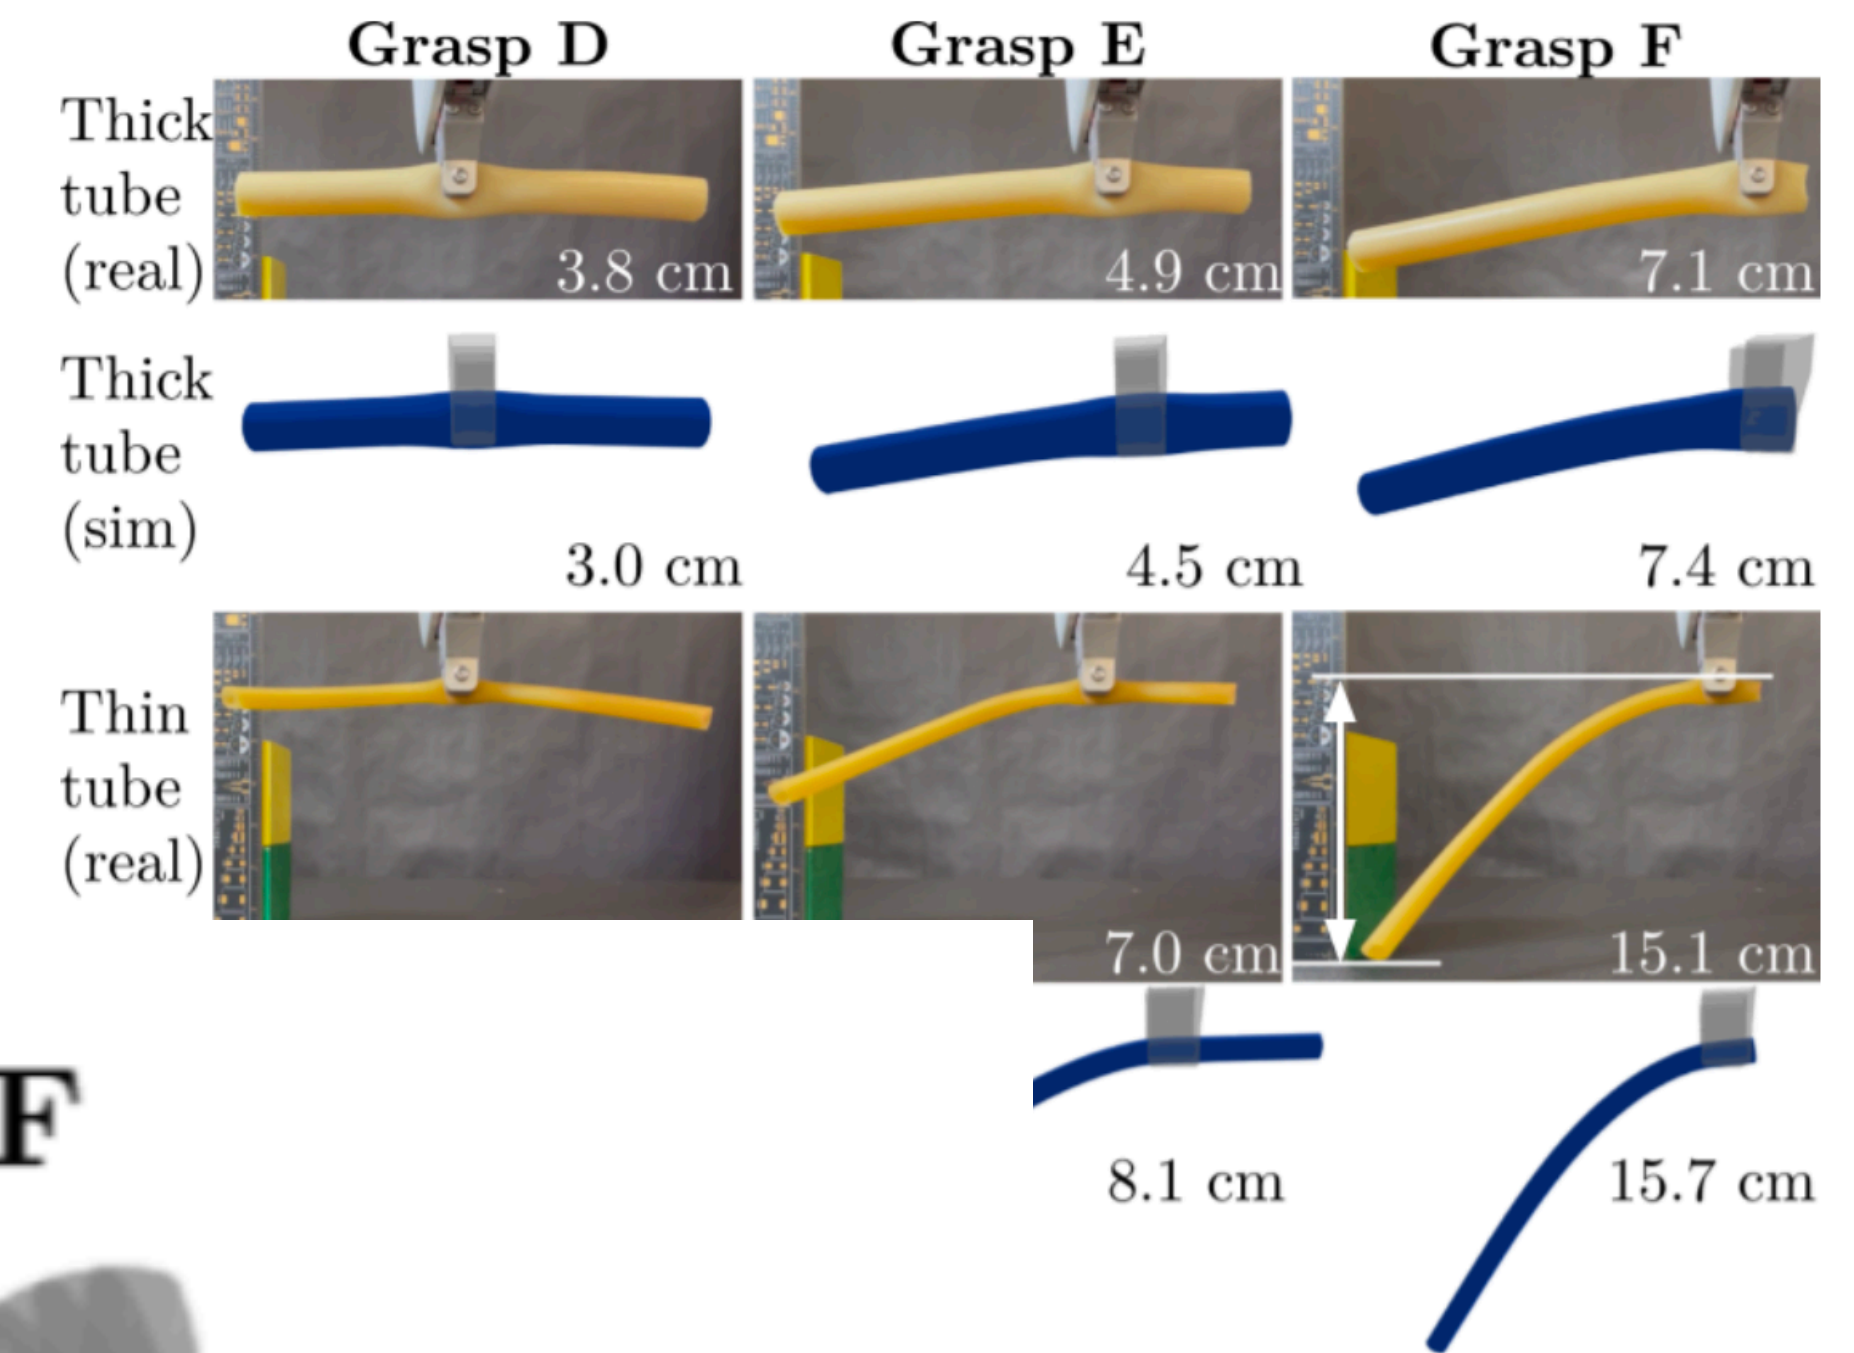 Grasp D Grasp E Grasp F
Thick
tube
(real)
3.8 cm 4.9 cm 7.1 cm
Thick
tube
(sim)
3.0 cm 4.5 cm 7.4 cm
Thin
tube
(real)
7.0 cm 15.1 cm
F
8.1 cm 15.7 cm